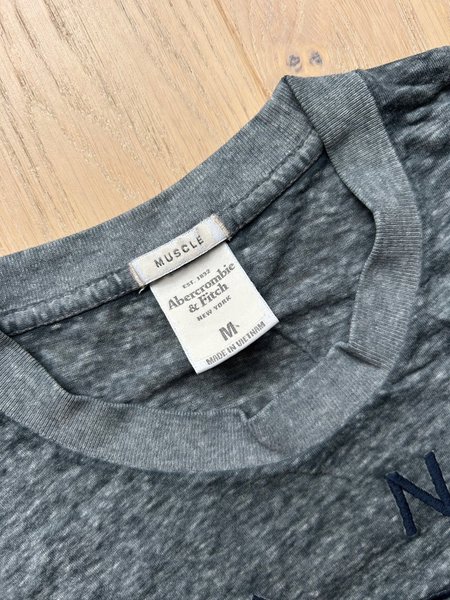 MUSCLE
EST. 1892
Abercrombie
& Fitch
NEW YORK
M
MADE IN VIETNAM
N